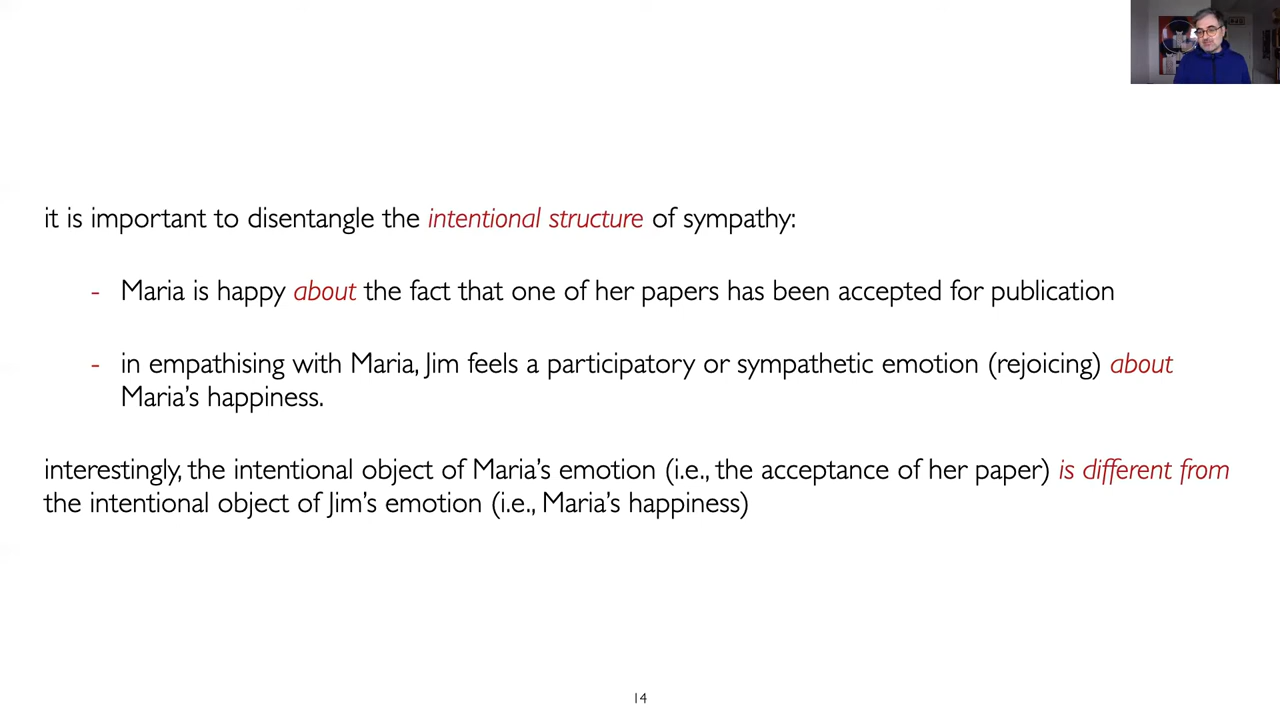 it is important to disentangle the intentional structure of sympathy:
- Maria is happy about the fact that one of her papers has been accepted for publication
- in empathising with Maria, Jim feels a participatory or sympathetic emotion (rejoicing) about
Maria’s happiness.
interestingly, the intentional object of Maria’s emotion (i.e., the acceptance of her paper) is different from
the intentional object of Jim’s emotion (i.e., Maria’s happiness)
14